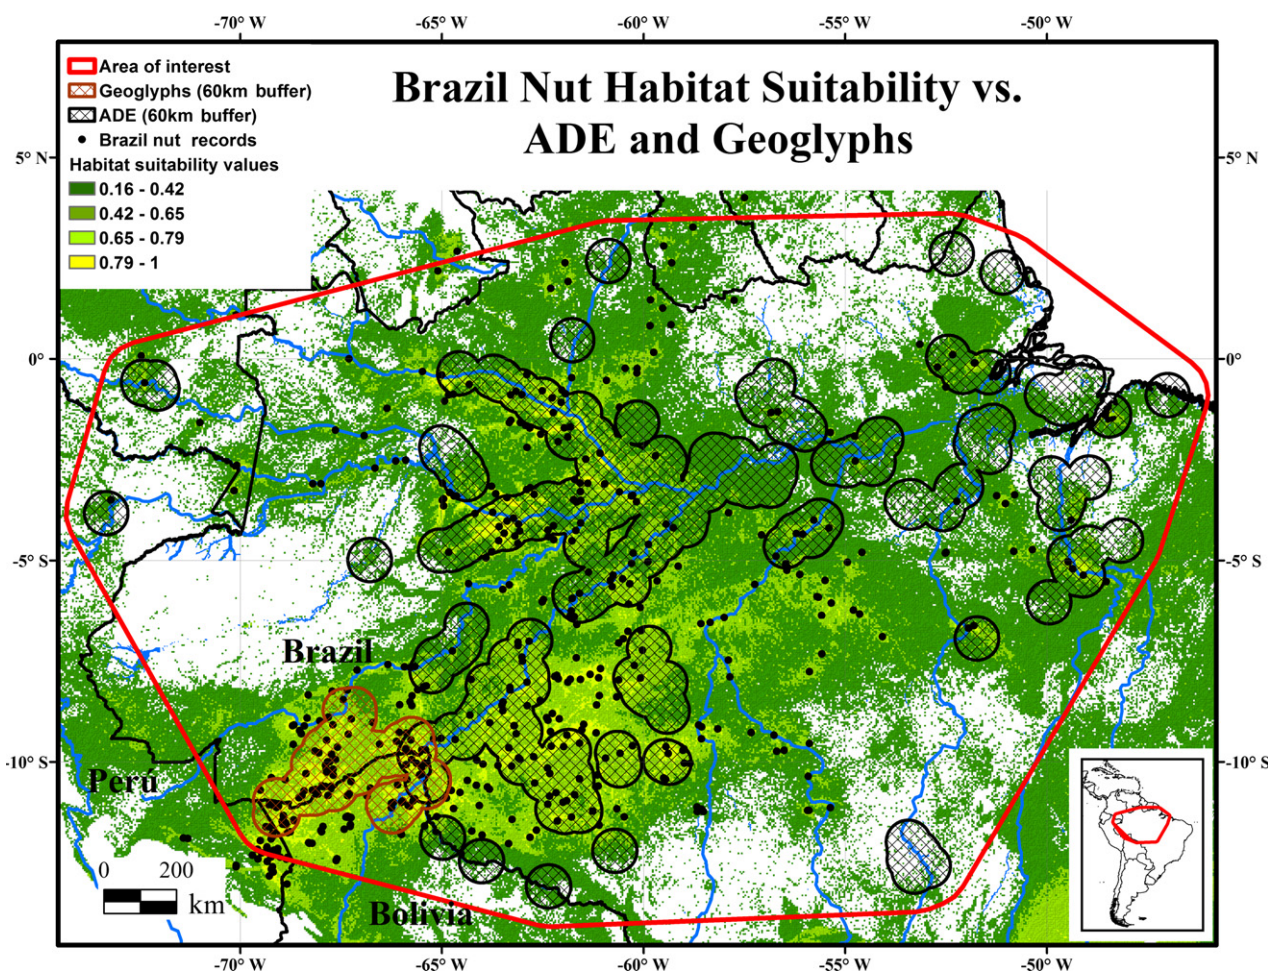 -70° W
-65° W
-60° W
-55° W
-50° W
Area of interest
Geoglyphs (60km buffer)
ADE (60km buffer)
Brazil nut records
Habitat suitability values
0.16 - 0.42
0.42 - 0.65
0.65 - 0.79
0.79 - 1
Brazil Nut Habitat Suitability vs.
ADE and Geoglyphs
5° N
5° N
0°
0°
-5° S
-5° S
Brazil
-10° S
-10° S
Perú
0
200
km
Bolivia
-70° W
-65° W
-60° W
-55° W
-50° W